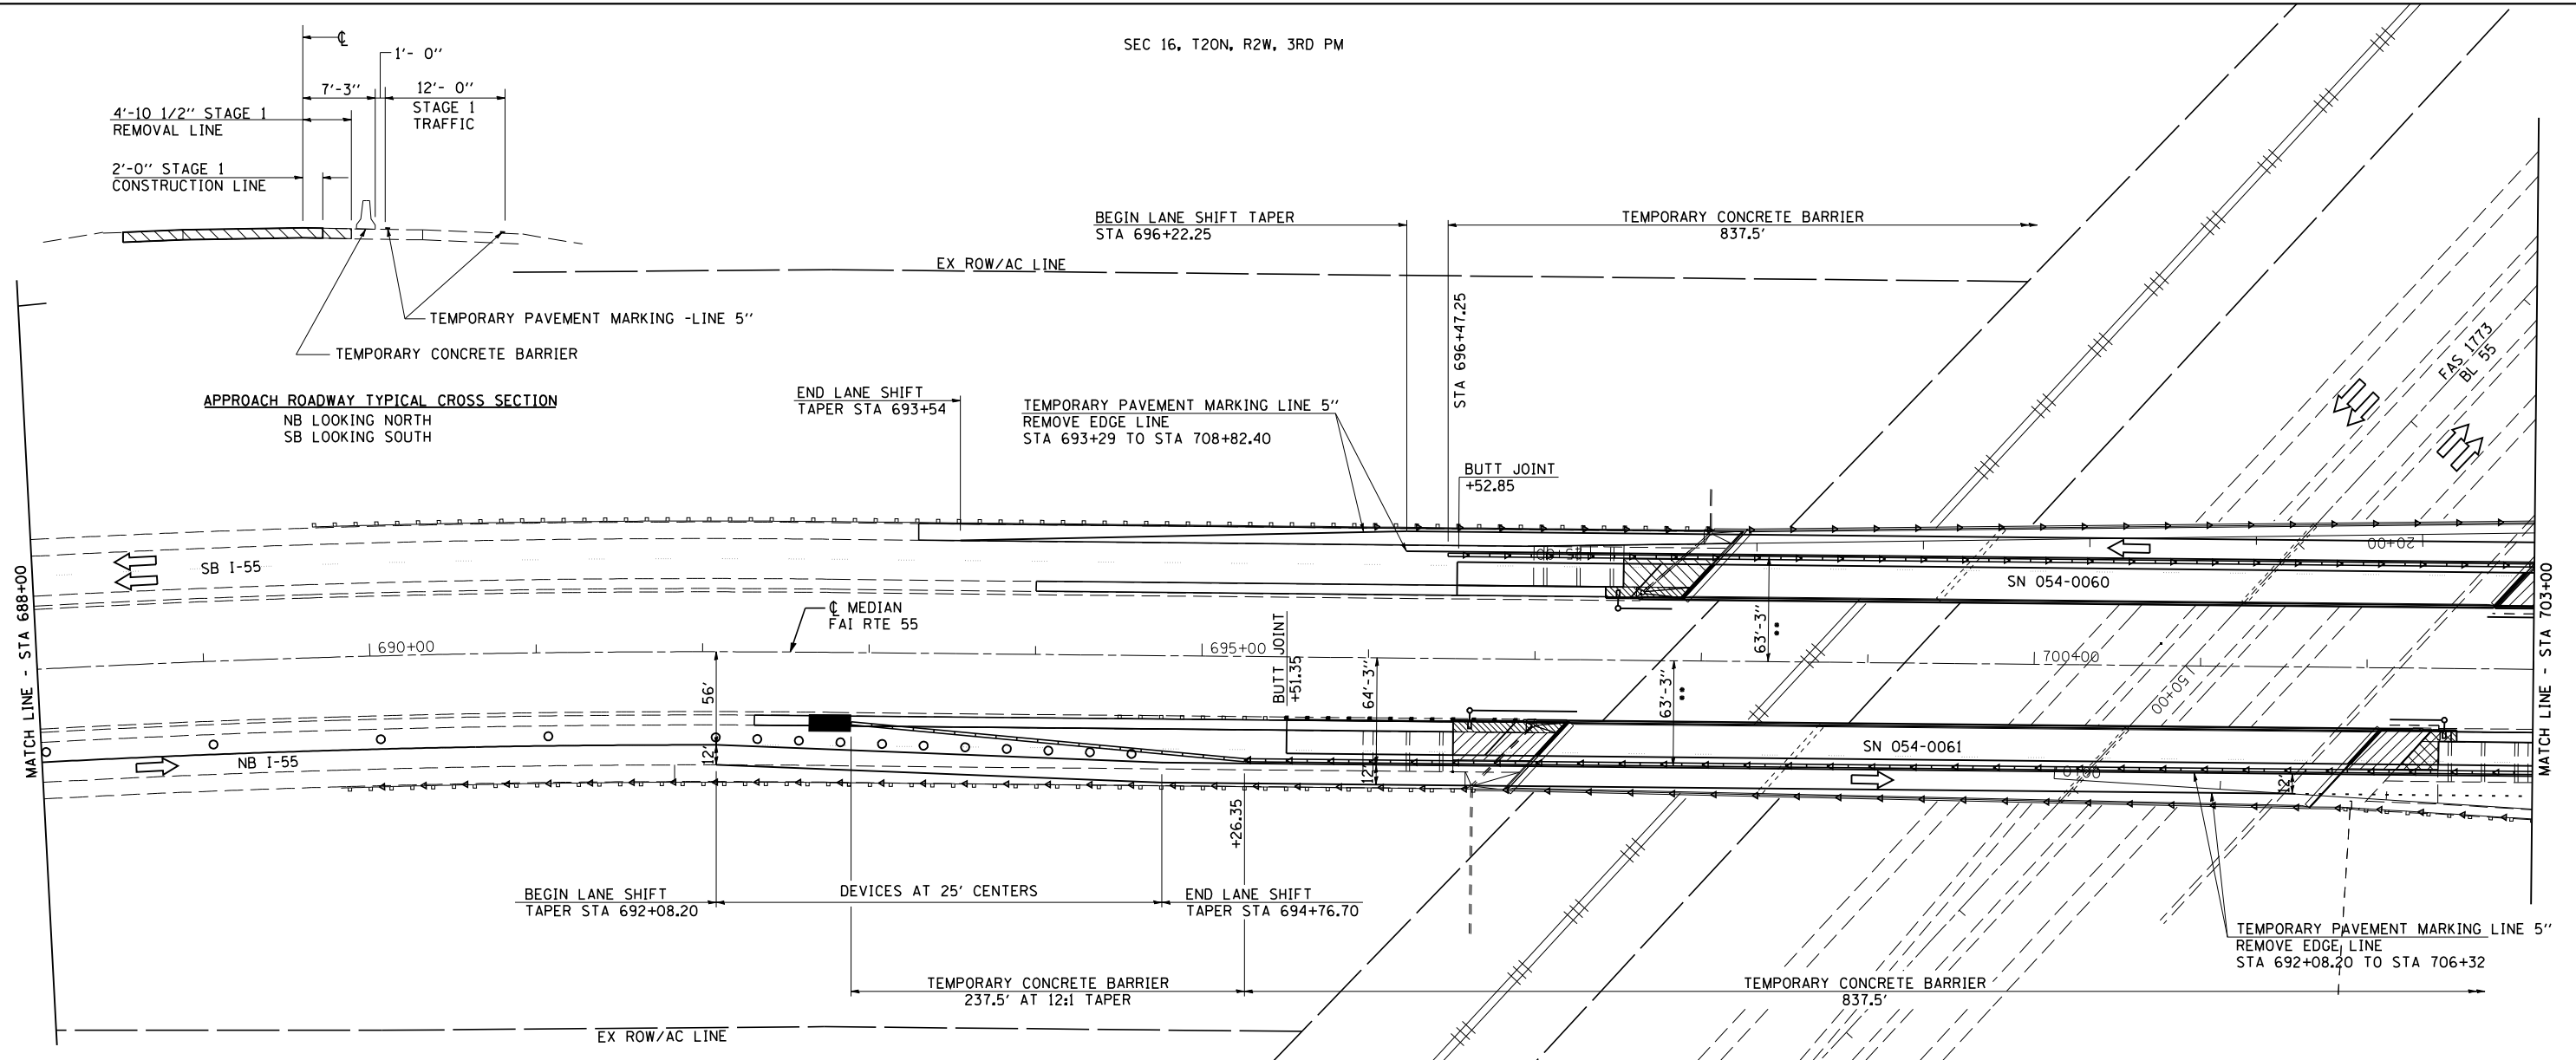 SEC 16, T20N, R2W, 3RD PM
℄
1'- 0''
7'-3''
12'- 0''
STAGE 1
TRAFFIC
4'-10 1/2'' STAGE 1
REMOVAL LINE
2'-0'' STAGE 1
CONSTRUCTION LINE
TEMPORARY PAVEMENT MARKING -LINE 5''
TEMPORARY CONCRETE BARRIER
APPROACH ROADWAY TYPICAL CROSS SECTION
NB LOOKING NORTH
SB LOOKING SOUTH
EX ROW/AC LINE
BEGIN LANE SHIFT TAPER
STA 696+22.25
TEMPORARY CONCRETE BARRIER
837.5'
STA 696+47.25
END LANE SHIFT
TAPER STA 693+54
TEMPORARY PAVEMENT MARKING LINE 5''
REMOVE EDGE LINE
STA 693+29 TO STA 708+82.40
BUTT JOINT
+52.85
FAS 1773
BL 55
MATCH LINE - STA 688+00
SB I-55
SN 054-0060
20+00
MATCH LINE - STA 703+00
℄ MEDIAN
FAI RTE 55
690+00
695+00
700+00
BUTT JOINT
+51.35
56'
64'-3''
63'-3''
••
63'-3''
••
150+00
12'
NB I-55
12'
SN 054-0061
12'
+26.35
BEGIN LANE SHIFT
TAPER STA 692+08.20
DEVICES AT 25' CENTERS
END LANE SHIFT
TAPER STA 694+76.70
TEMPORARY CONCRETE BARRIER
237.5' AT 12:1 TAPER
TEMPORARY CONCRETE BARRIER
837.5'
TEMPORARY PAVEMENT MARKING LINE 5''
REMOVE EDGE LINE
STA 692+08.20 TO STA 706+32
EX ROW/AC LINE